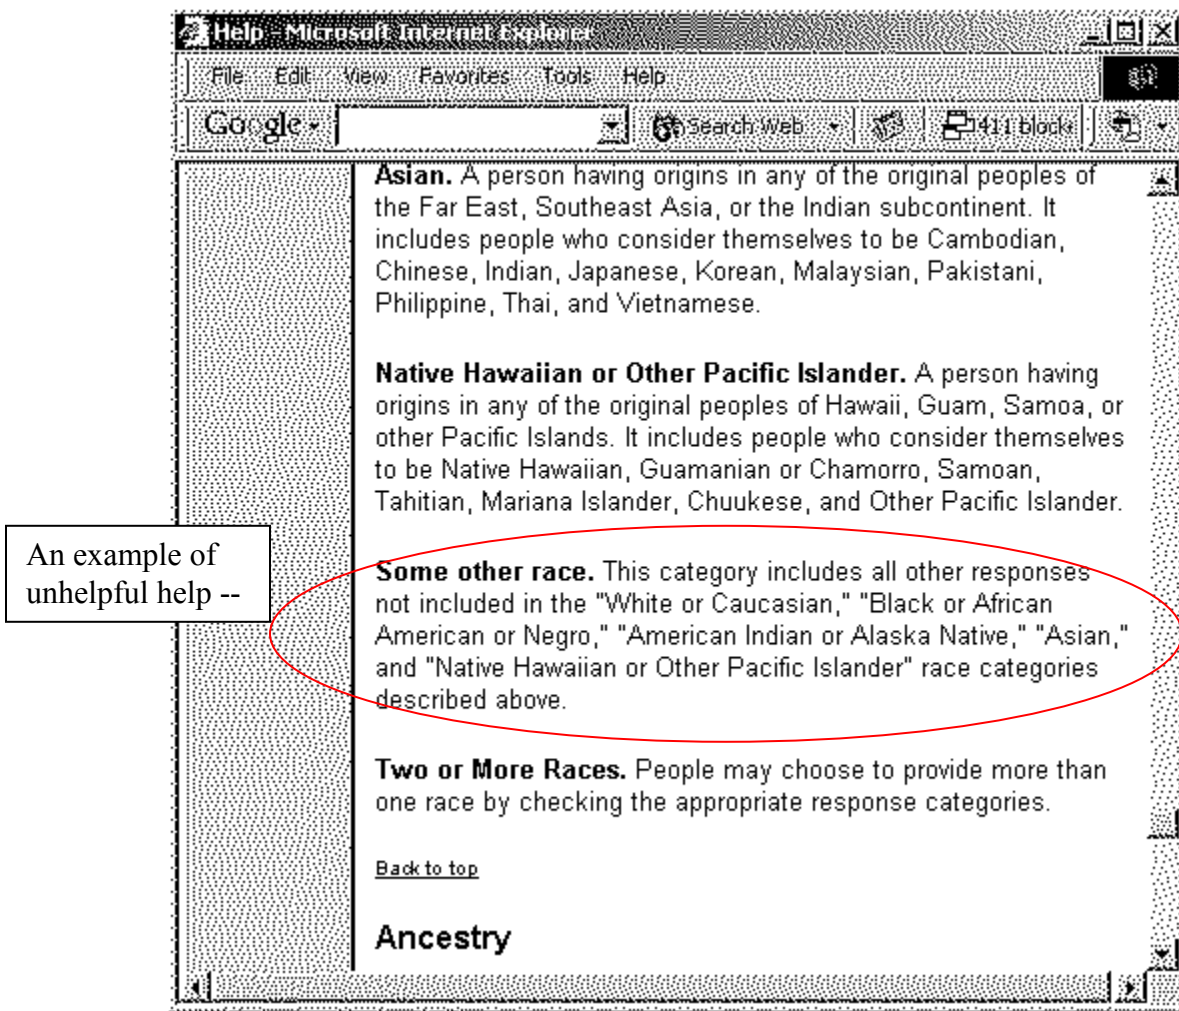 Help - Microsoft Internet Explorer
File Edit View Favorites Tools Help
Google Search Web 411 blocke
Asian. A person having origins in any of the original peoples of
the Far East, Southeast Asia, or the Indian subcontinent. It
includes people who consider themselves to be Cambodian,
Chinese, Indian, Japanese, Korean, Malaysian, Pakistani,
Philippine, Thai, and Vietnamese.
Native Hawaiian or Other Pacific Islander. A person having
origins in any of the original peoples of Hawaii, Guam, Samoa, or
other Pacific Islands. It includes people who consider themselves
to be Native Hawaiian, Guamanian or Chamorro, Samoan,
Tahitian, Mariana Islander, Chuukese, and Other Pacific Islander.
An example of
unhelpful help --
Some other race. This category includes all other responses
not included in the "White or Caucasian," "Black or African
American or Negro," "American Indian or Alaska Native," "Asian,"
and "Native Hawaiian or Other Pacific Islander" race categories
described above.
Two or More Races. People may choose to provide more than
one race by checking the appropriate response categories.
Back to top
Ancestry